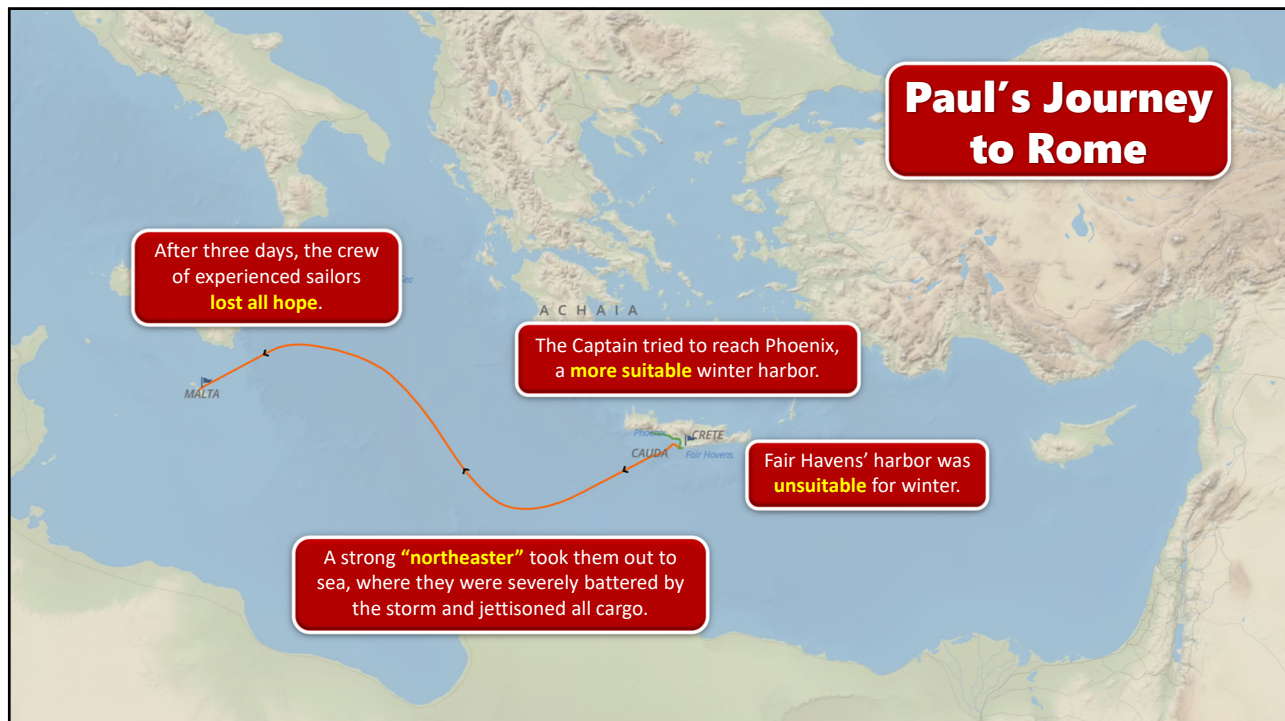 Paul's Journey
to Rome
After three days, the crew
of experienced sailors
lost all hope.
ACHAIA
The Captain tried to reach Phoenix,
a more suitable winter harbor.
MALTA
Phoenix
CRETE
CAUDA
Fair Havens
Fair Havens' harbor was
unsuitable for winter.
A strong “northeaster” took them out to
sea, where they were severely battered by
the storm and jettisoned all cargo.